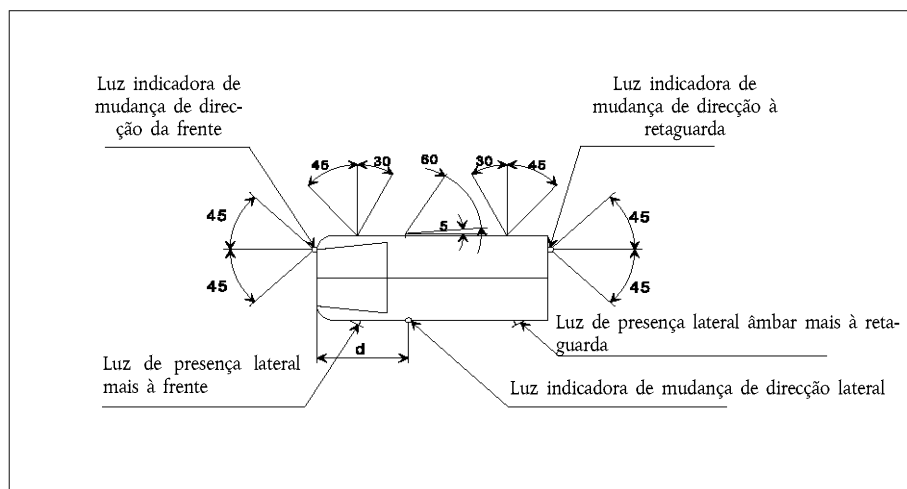 Luz indicadora de
mudança de direc-
ção da frente
Luz indicadora de
mudança de direcção à
retaguarda
45
30
60
30
45
45
5
45
45
45
d
Luz de presença lateral
mais à frente
Luz de presença lateral âmbar mais à reta-
guarda
Luz indicadora de mudança de direcção lateral